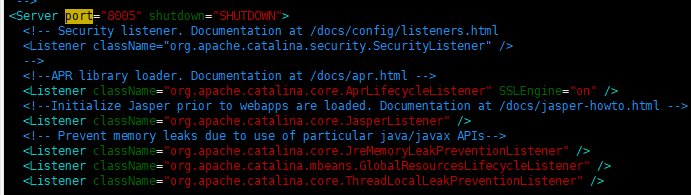 -->
<Server port="8005" shutdown="SHUTDOWN">
<!-- Security listener. Documentation at /docs/config/listeners.html
<Listener className="org.apache.catalina.security.SecurityListener" />
-->
<!--APR library loader. Documentation at /docs/apr.html -->
<Listener className="org.apache.catalina.core.AprLifecycleListener" SSLEngine="on" />
<!--Initialize Jasper prior to webapps are loaded. Documentation at /docs/jasper-howto.html -->
<Listener className="org.apache.catalina.core.JasperListener" />
<!-- Prevent memory leaks due to use of particular java/javax APIs-->
<Listener className="org.apache.catalina.core.JreMemoryLeakPreventionListener" />
<Listener className="org.apache.catalina.mbeans.GlobalResourcesLifecycleListener" />
<Listener className="org.apache.catalina.core.ThreadLocalLeakPreventionListener" />